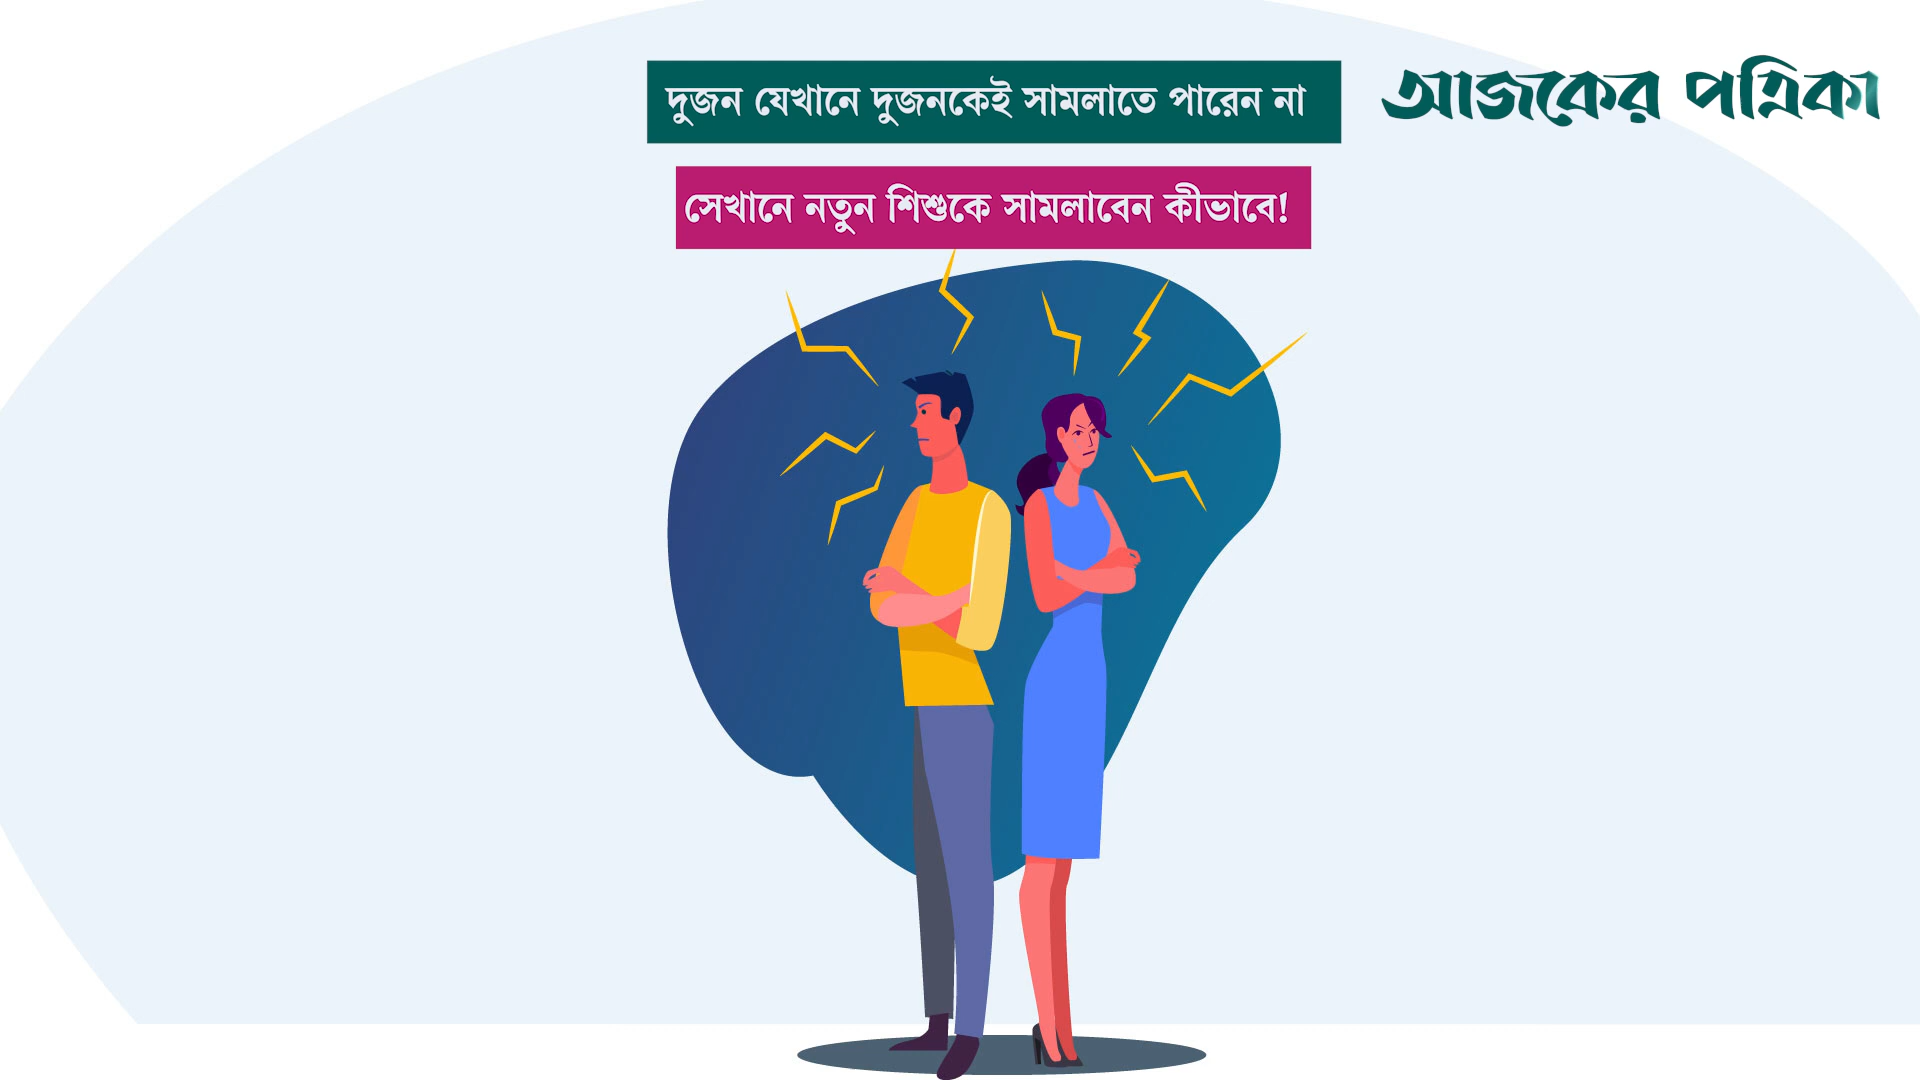 দুজন যেখানে দুজনকেই সামলাতে পারেন না
আজকের পত্রিকা
সেখানে নতুন শিশুকে সামলাবেন কীভাবে!